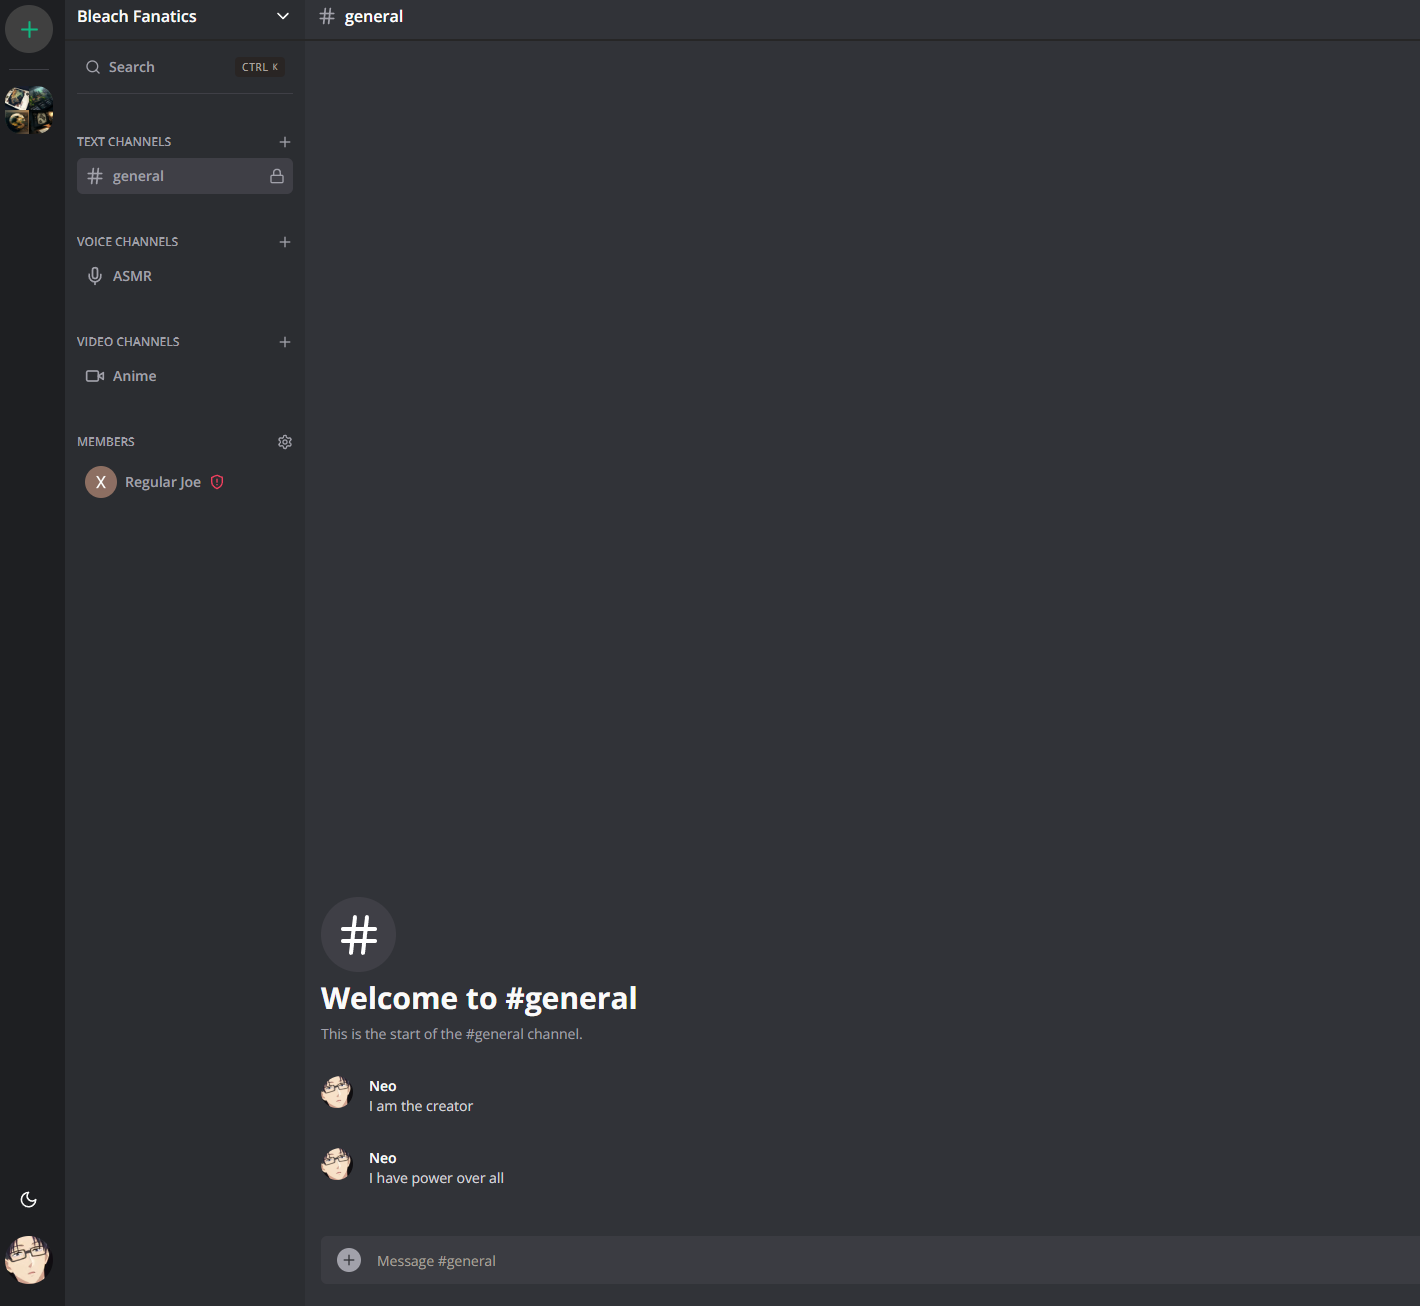 Bleach Fanatics
Search
CTRL K
TEXT CHANNELS
general
VOICE CHANNELS
ASMR
VIDEO CHANNELS
Anime
MEMBERS
X
Regular Joe
# general
#
Welcome to #general
This is the start of the #general channel.
Neo
I am the creator
Neo
I have power over all
Message #general